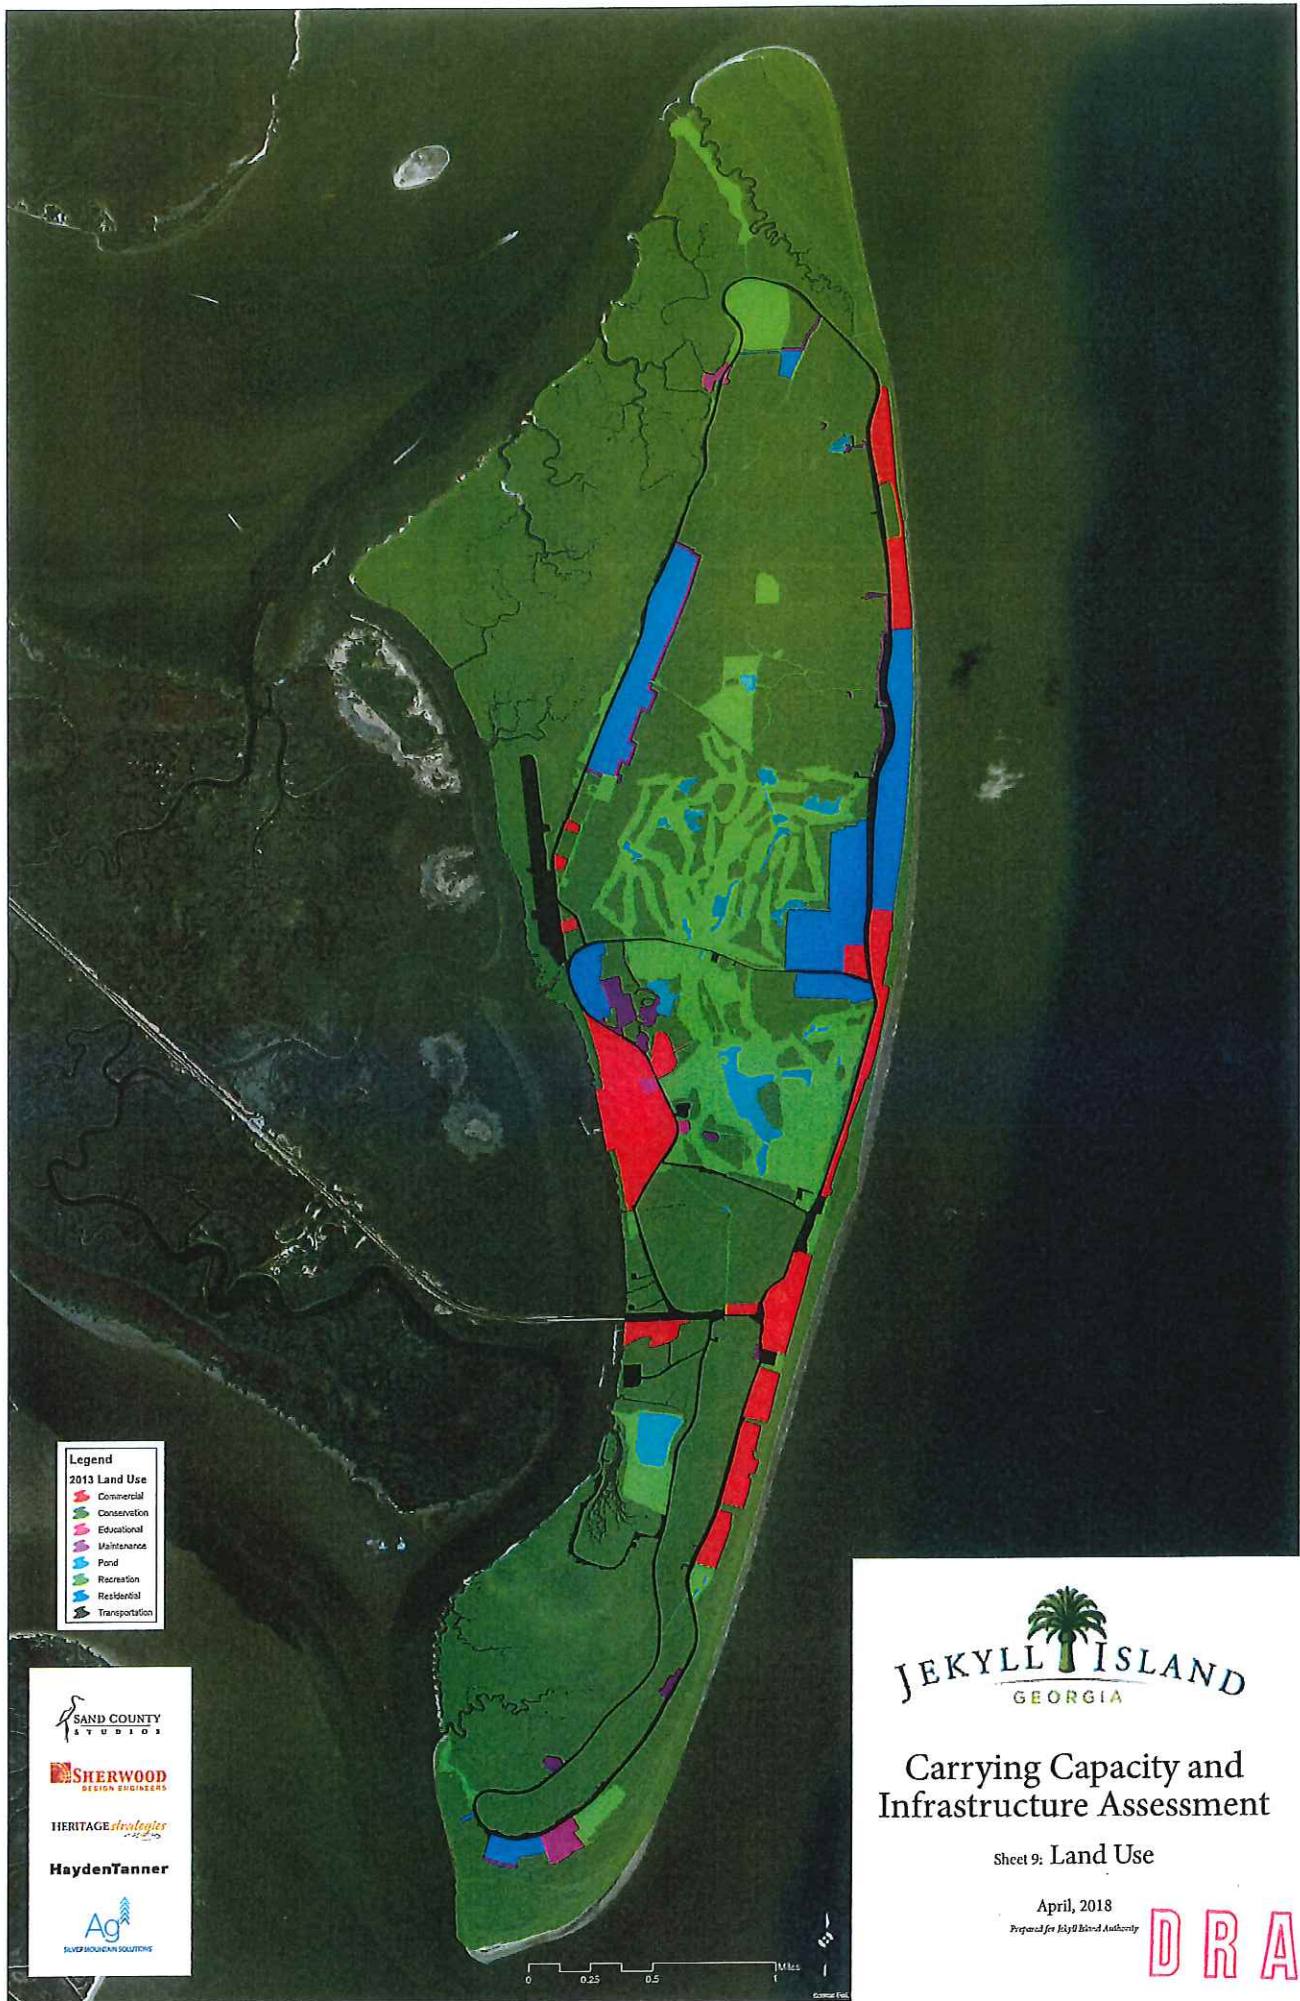 Legend
2013 Land Use
Commercial
Conservation
Educational
Maintenance
Pond
Recreation
Residential
Transportation
SAND COUNTY
STUDIOS
SHERWOOD
DESIGN ENGINEERS
HERITAGE strategies
HaydenTanner
Ag
SILVER MOUNTAIN SOLUTIONS
Miles
0 0.25 0.5 1
JEKYLL ISLAND
GEORGIA
Carrying Capacity and
Infrastructure Assessment
Sheet 9: Land Use
April, 2018
Prepared for Jekyll Island Authority
DRA